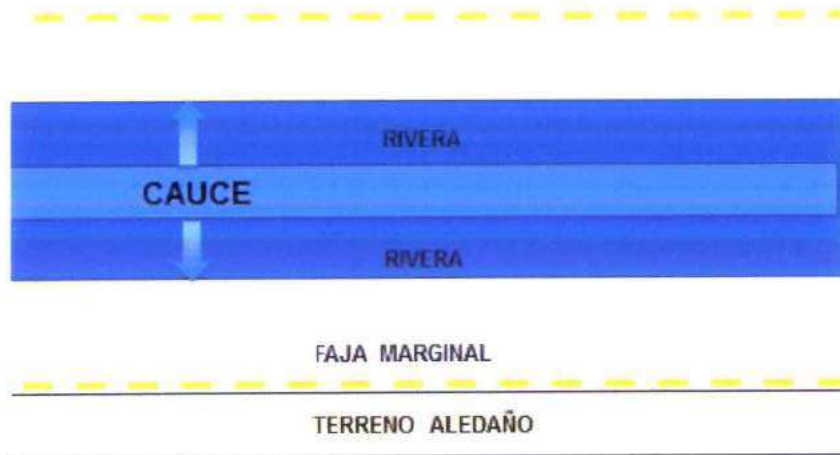 RIVERA
CAUCE
RIVERA
FAJA MARGINAL
TERRENO ALEDAÑO